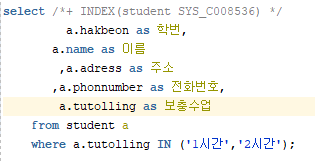 select /*+ INDEX(student SYS_C008536) */
a.hakbeon as 학번,
a.name as 이름
,a.adress as 주소
,a.phonnumber as 전화번호,
a.tutolling as 보충수업
from student a
where a.tutolling IN ('1시간','2시간');